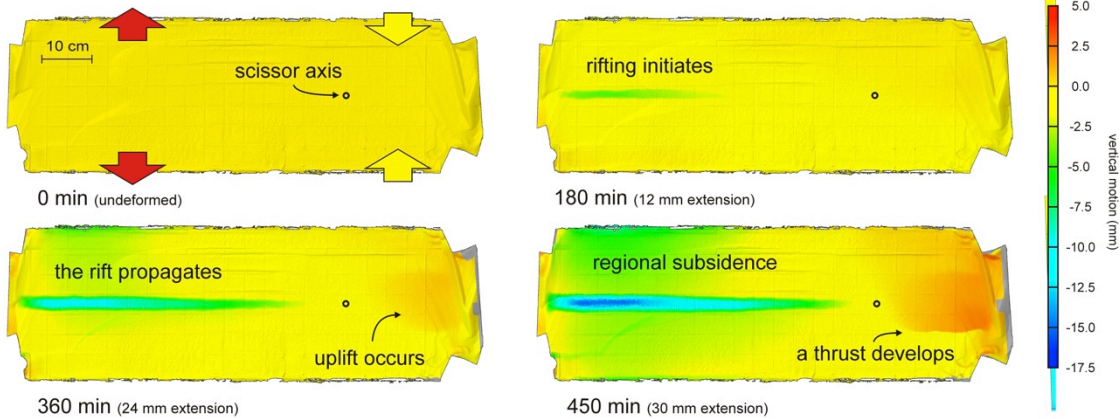 10 cm
scissor axis
0 min (undeformed)
rifting initiates
180 min (12 mm extension)
the rift propagates
uplift occurs
360 min (24 mm extension)
regional subsidence
a thrust develops
450 min (30 mm extension)
5.0
2.5
0.0
-2.5
-5.0
-7.5
-10.0
-12.5
-15.0
-17.5
vertical motion (mm)